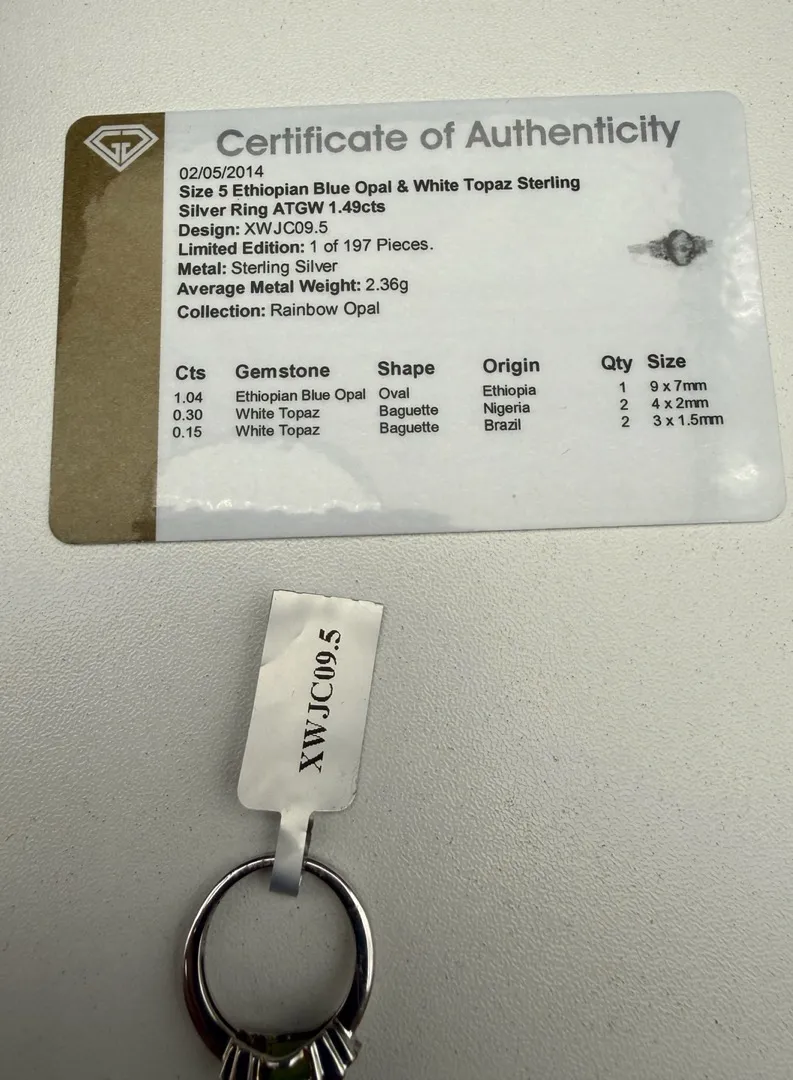 Certificate of Authenticity
02/05/2014
Size 5 Ethiopian Blue Opal & White Topaz Sterling
Silver Ring ATGW 1.49cts
Design: XWJC09.5
Limited Edition: 1 of 197 Pieces.
Metal: Sterling Silver
Average Metal Weight: 2.36g
Collection: Rainbow Opal
Cts Gemstone Shape Origin Qty Size
1.04 Ethiopian Blue Opal Oval Ethiopia 1 9 x 7mm
0.30 White Topaz Baguette Nigeria 2 4 x 2mm
0.15 White Topaz Baguette Brazil 2 3 x 1.5mm
XWJC09.5